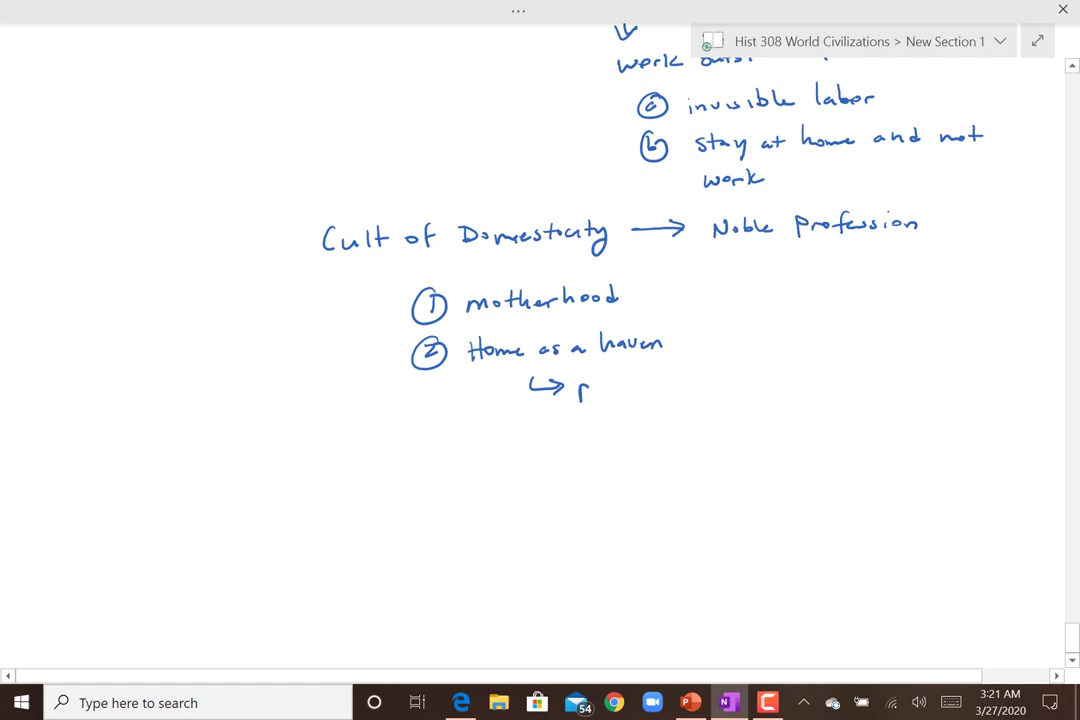 Hist 308 World Civilizations > New Section 1
work
ⓐ invisible labor
ⓑ stay at home and not
work
Cult of Domesticity → Noble Profession
① motherhood
② Home as a haven
↪
Type here to search
54
3:21 AM
3/27/2020